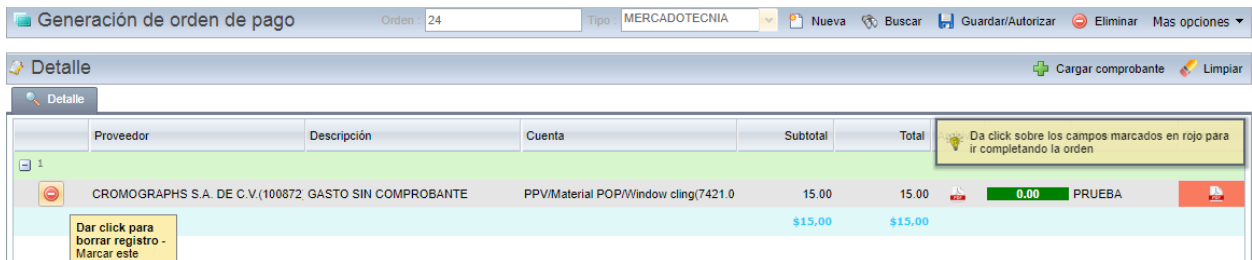 Generación de orden de pago Orden : 24 Tipo : MERCADOTECNIA Nueva Buscar Guardar/Autorizar Eliminar Mas opciones
Detalle Cargar comprobante Limpiar
Detalle
Proveedor Descripción Cuenta Subtotal Total
Da click sobre los campos marcados en rojo para
ir completando la orden
1
CROMOGRAPHS S.A. DE C.V.(100872 GASTO SIN COMPROBANTE PPV/Material POP/Window cling(7421.0 15.00 15.00 0.00 PRUEBA
$15,00 $15,00
Dar click para
borrar registro -
Marcar este